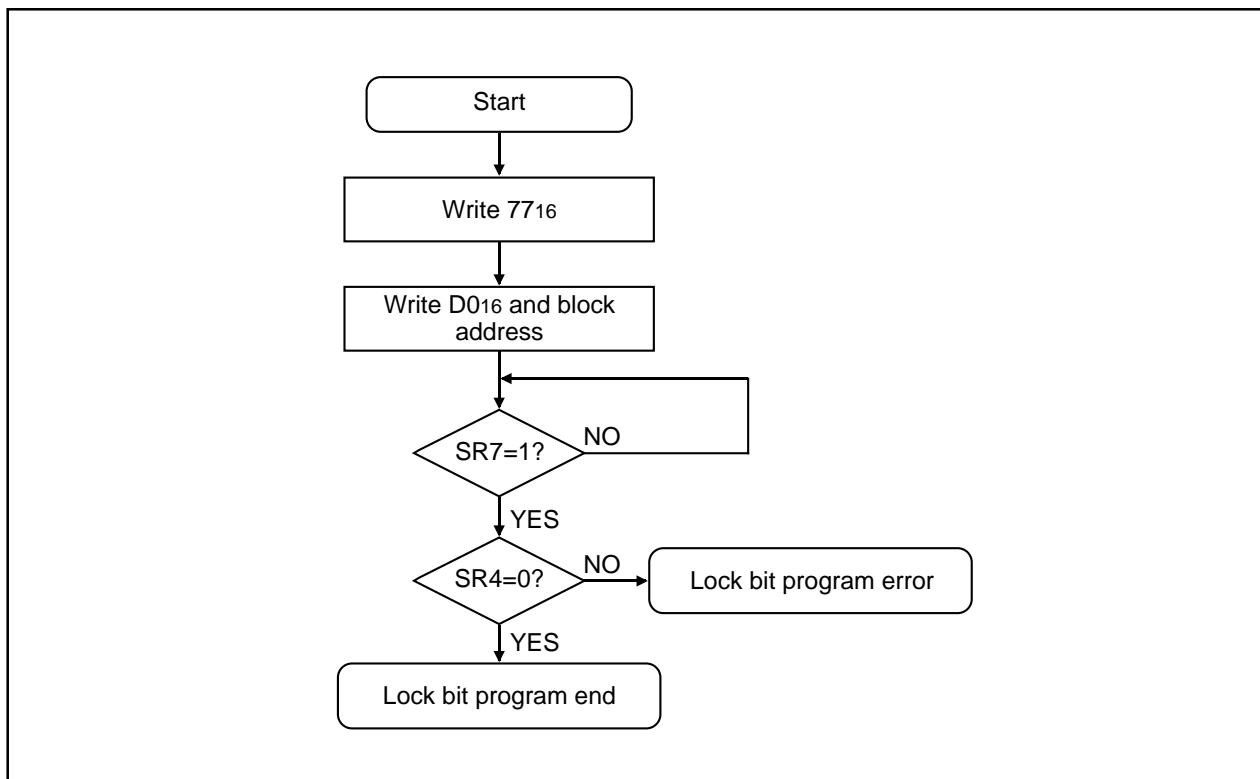 Start
Write 7716
Write D016 and block
address
SR7=1?
NO
YES
SR4=0?
NO
Lock bit program error
YES
Lock bit program end